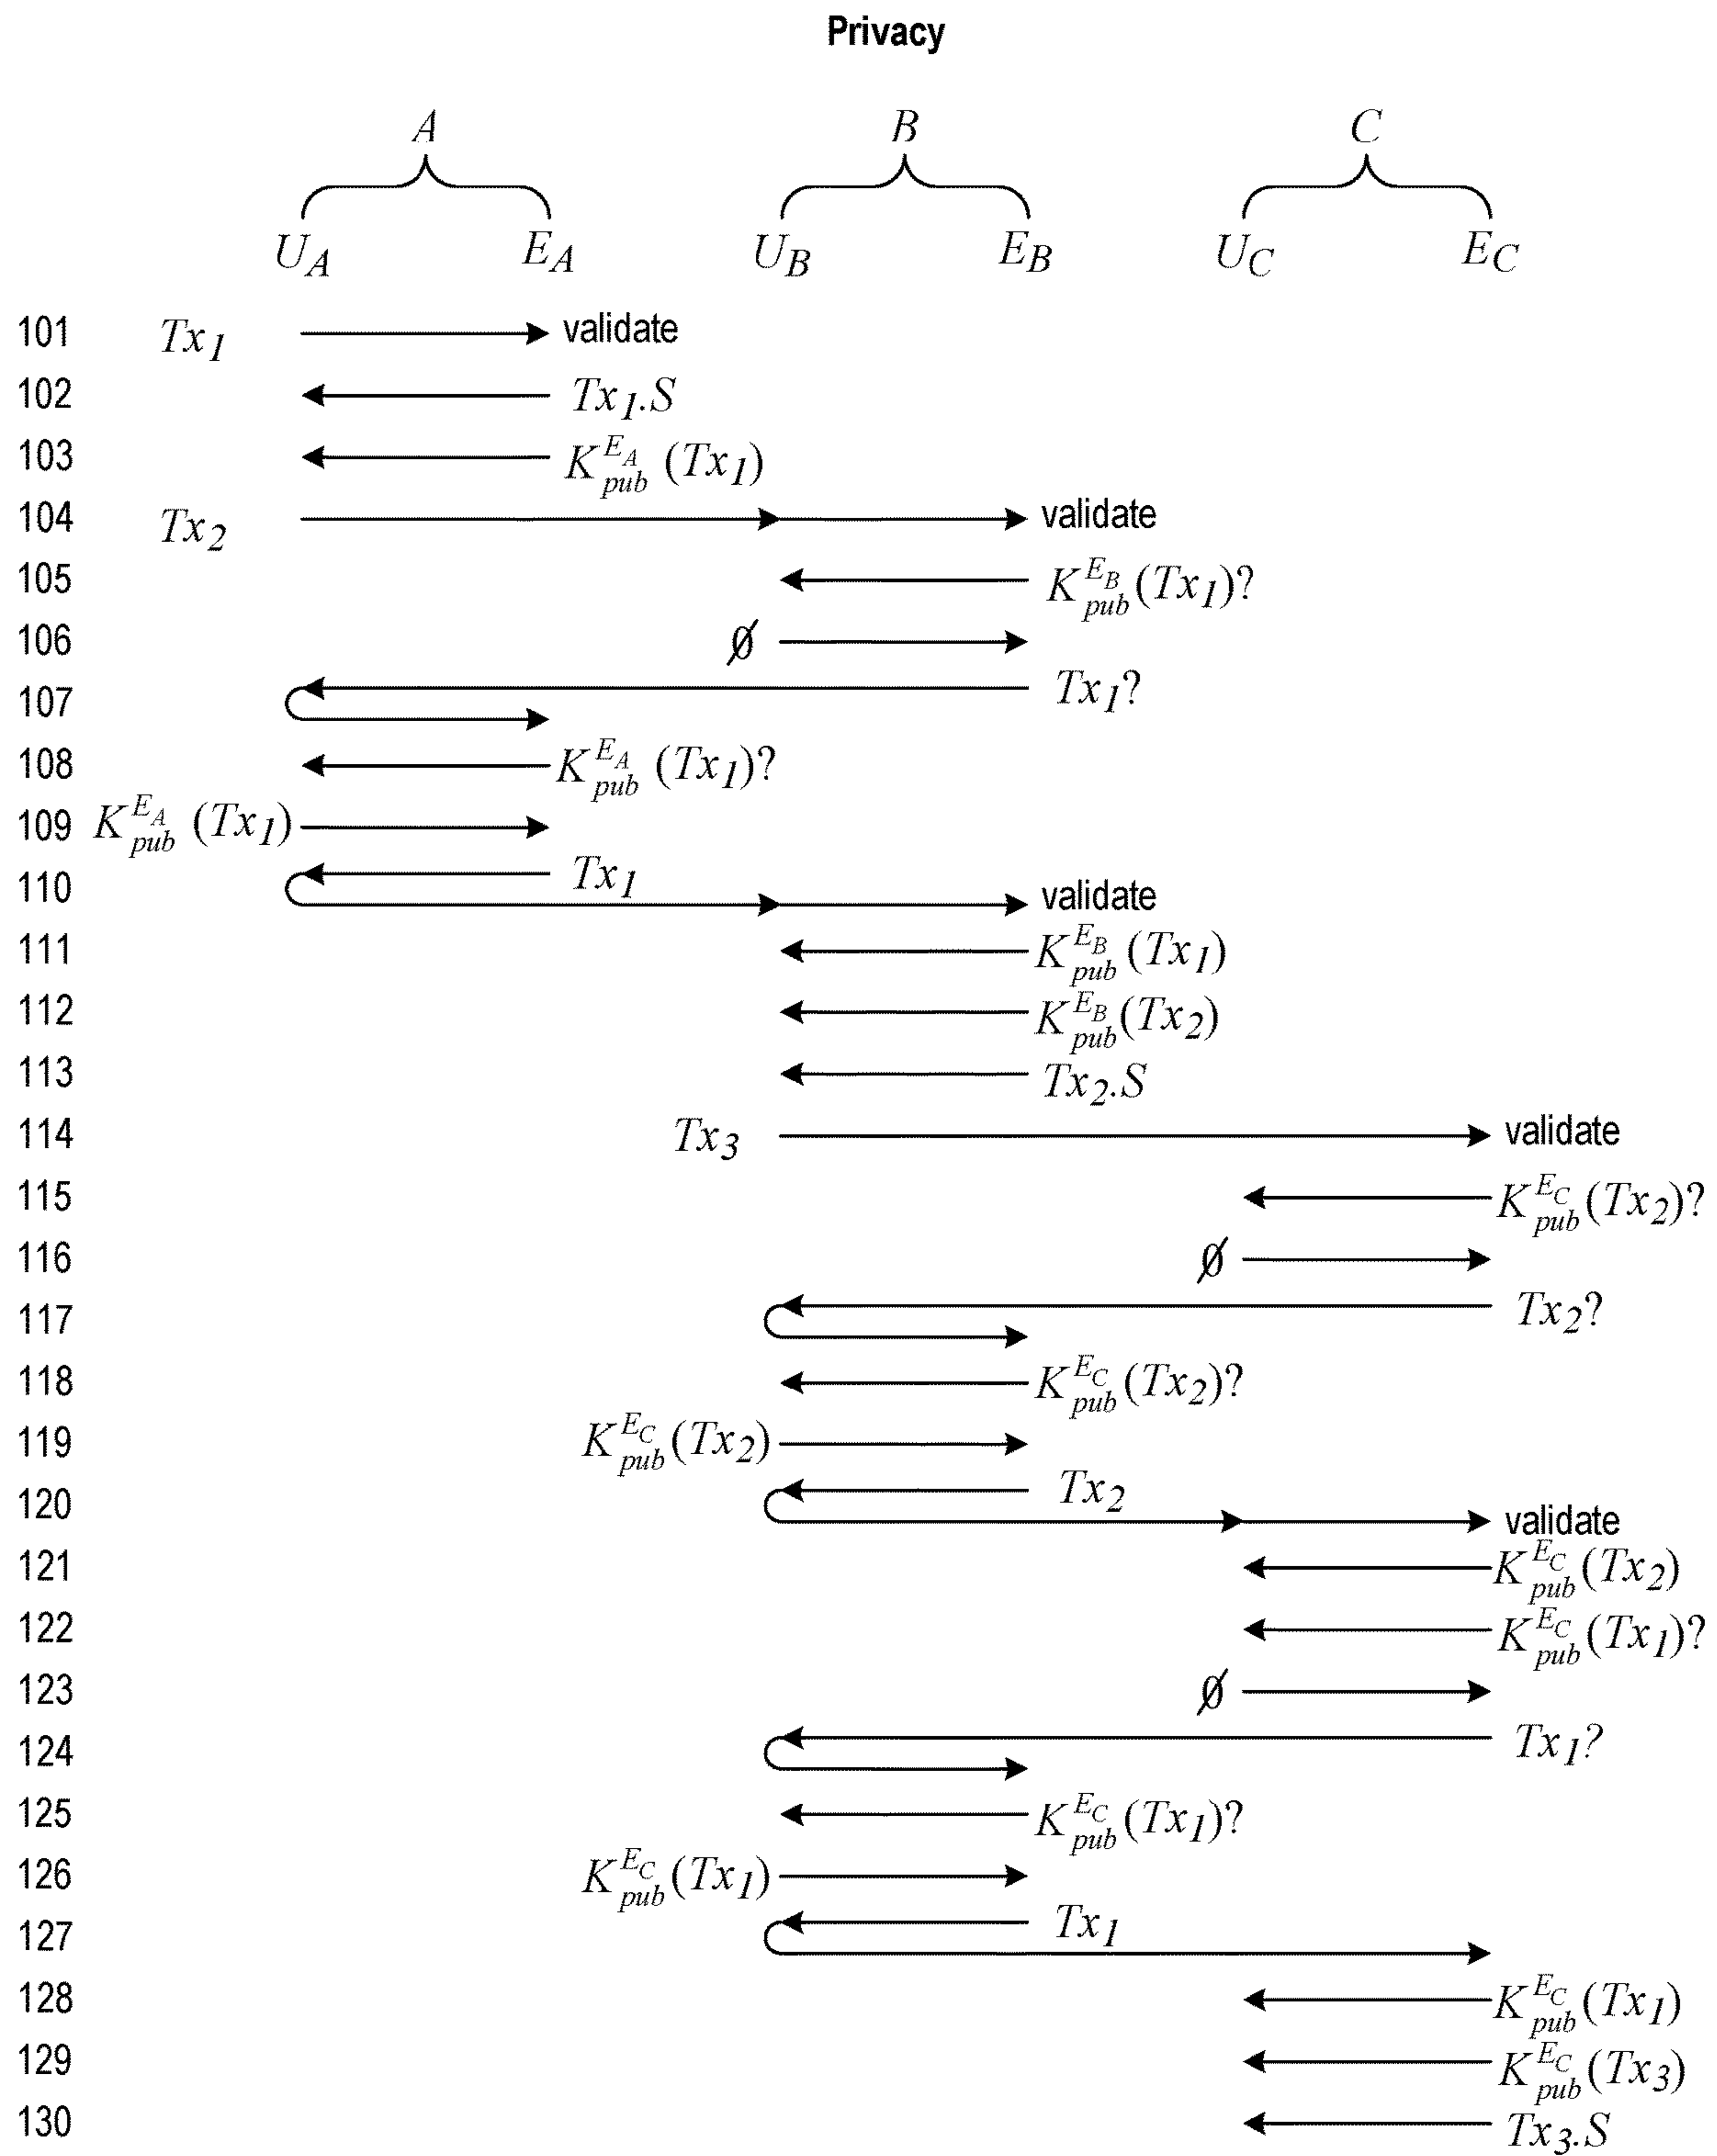 Privacy
A B C
U_A E_A U_B E_B U_C E_C
101 Tx_1 validate
102 Tx_1.S
103 K_pub^E_A (Tx_1)
104 Tx_2 validate
105 K_pub^E_B (Tx_1)?
106 ∅
107 Tx_1?
108 K_pub^E_A (Tx_1)?
109 K_pub^E_A (Tx_1)
110 Tx_1 validate
111 K_pub^E_B (Tx_1)
112 K_pub^E_B (Tx_2)
113 Tx_2.S
114 Tx_3 validate
115 K_pub^E_C (Tx_2)?
116 ∅
117 Tx_2?
118 K_pub^E_C (Tx_2)?
119 K_pub^E_C (Tx_2)
120 Tx_2 validate
121 K_pub^E_C (Tx_2)
122 K_pub^E_C (Tx_1)?
123 ∅
124 Tx_1?
125 K_pub^E_C (Tx_1)?
126 K_pub^E_C (Tx_1)
127 Tx_1
128 K_pub^E_C (Tx_1)
129 K_pub^E_C (Tx_3)
130 Tx_3.S